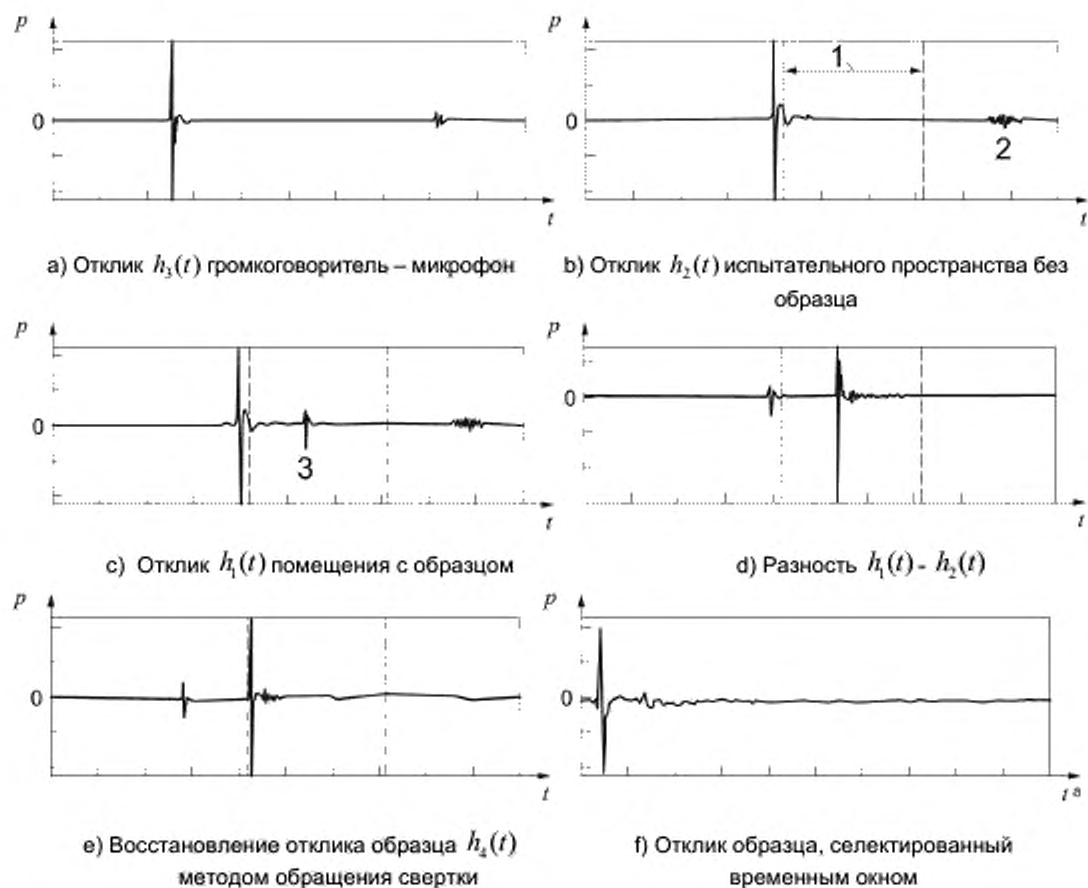 p
p
1
0
0
2
t
t
a) Отклик h₃(t) громкоговоритель – микрофон
b) Отклик h₂(t) испытательного пространства без
образца
p
p
0
0
3
t
t
c) Отклик h₁(t) помещения с образцом
d) Разность h₁(t) - h₂(t)
p
p
0
0
t
t a
e) Восстановление отклика образца h₄(t)
методом обращения свертки
f) Отклик образца, селектированный
временным окном